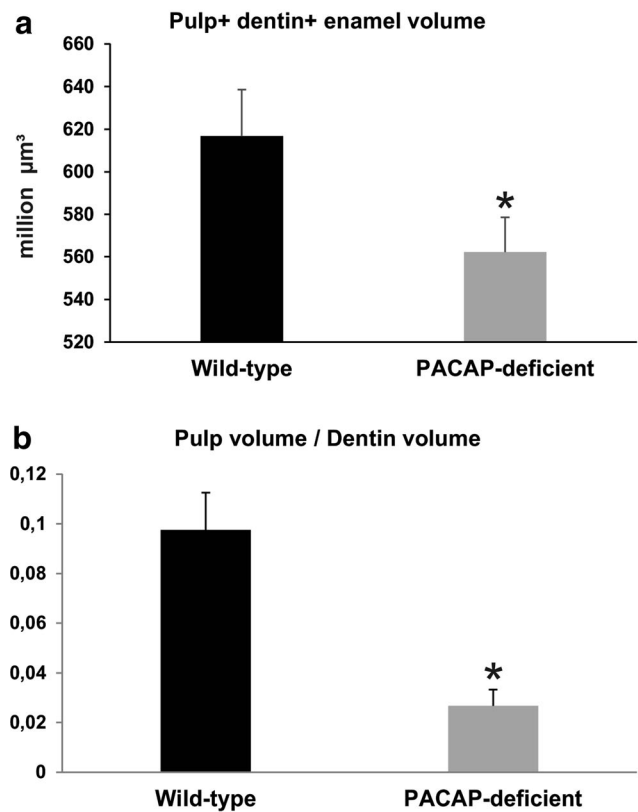 a
Pulp+ dentin+ enamel volume
660
640
620
600
580
560
540
520
million µm³
*
Wild-type PACAP-deficient
b
Pulp volume / Dentin volume
0,12
0,1
0,08
0,06
0,04
0,02
0
*
Wild-type PACAP-deficient